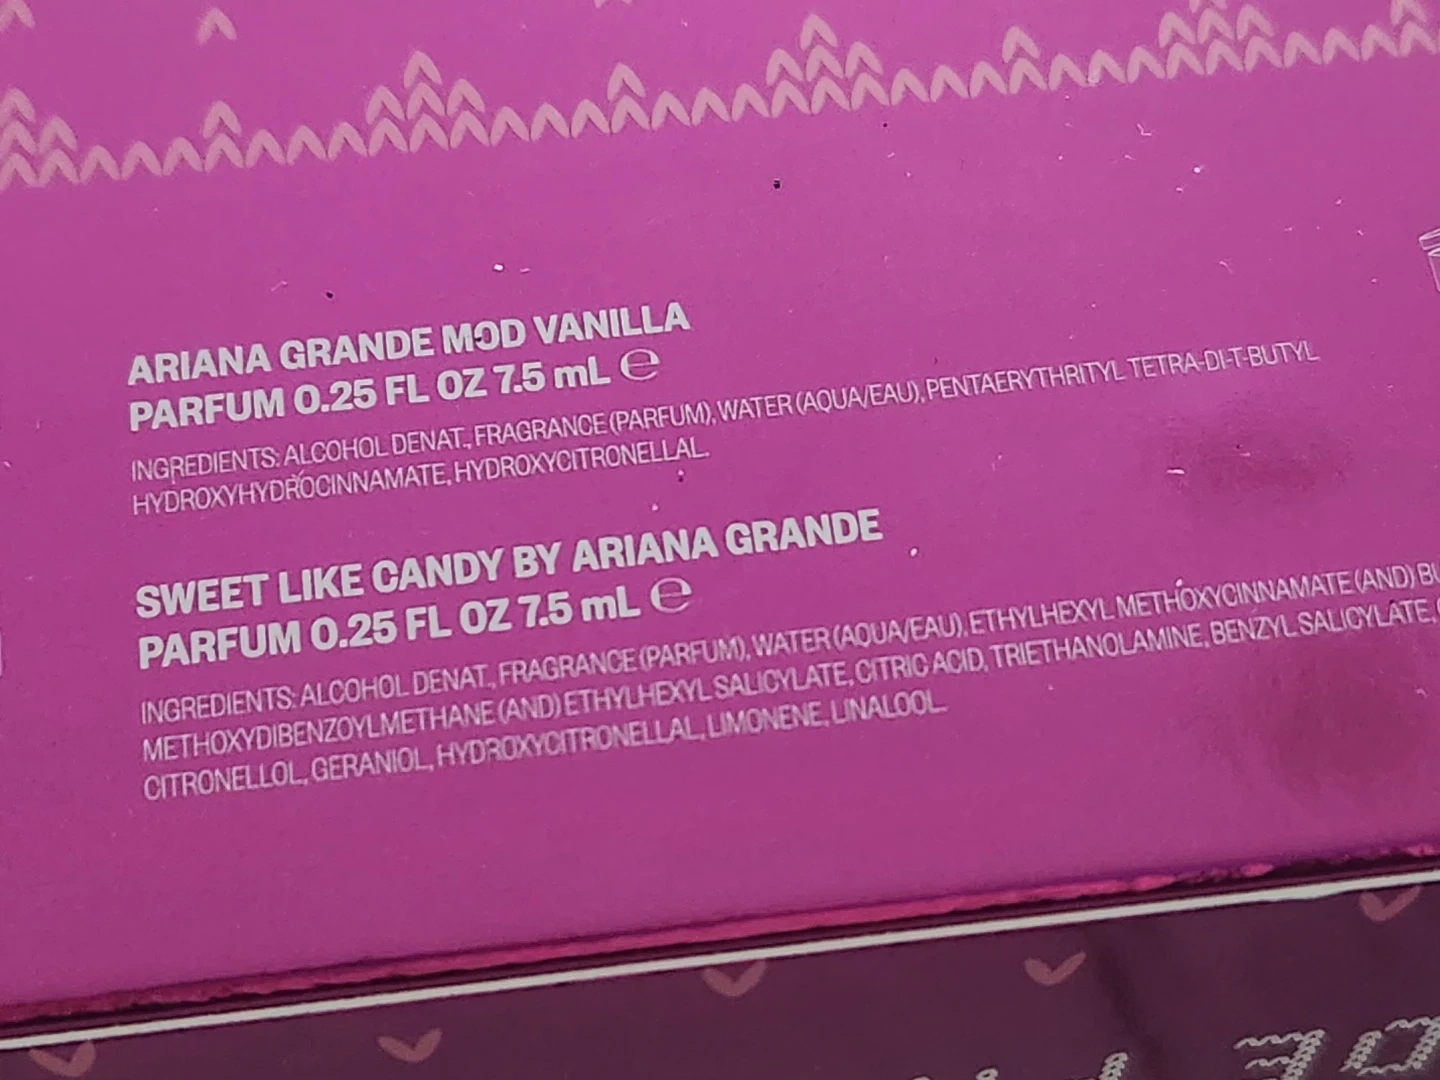 ARIANA GRANDE MOD VANILLA
PARFUM 0.25 FL OZ 7.5 mL ℮
INGREDIENTS: ALCOHOL DENAT., FRAGRANCE (PARFUM), WATER (AQUA/EAU), PENTAERYTHRITYL TETRA-DI-T-BUTYL
HYDROXYHYDROCINNAMATE, HYDROXYCITRONELLAL.
SWEET LIKE CANDY BY ARIANA GRANDE
PARFUM 0.25 FL OZ 7.5 mL ℮
INGREDIENTS: ALCOHOL DENAT., FRAGRANCE (PARFUM), WATER (AQUA/EAU), ETHYLHEXYL METHOXYCINNAMATE (AND)
METHOXYDIBENZOYLMETHANE (AND) ETHYLHEXYL SALICYLATE, CITRIC ACID, TRIETHANOLAMINE, BENZYL SALICYLATE,
CITRONELLOL, GERANIOL, HYDROXYCITRONELLAL, LIMONENE, LINALOOL.